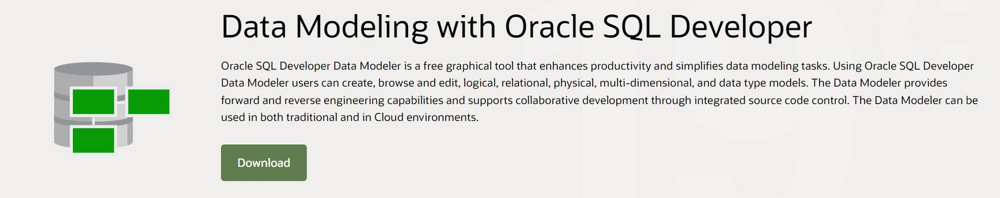 Data Modeling with Oracle SQL Developer
Oracle SQL Developer Data Modeler is a free graphical tool that enhances productivity and simplifies data modeling tasks. Using Oracle SQL Developer
Data Modeler users can create, browse and edit, logical, relational, physical, multi-dimensional, and data type models. The Data Modeler provides
forward and reverse engineering capabilities and supports collaborative development through integrated source code control. The Data Modeler can be
used in both traditional and in Cloud environments.
Download
19c